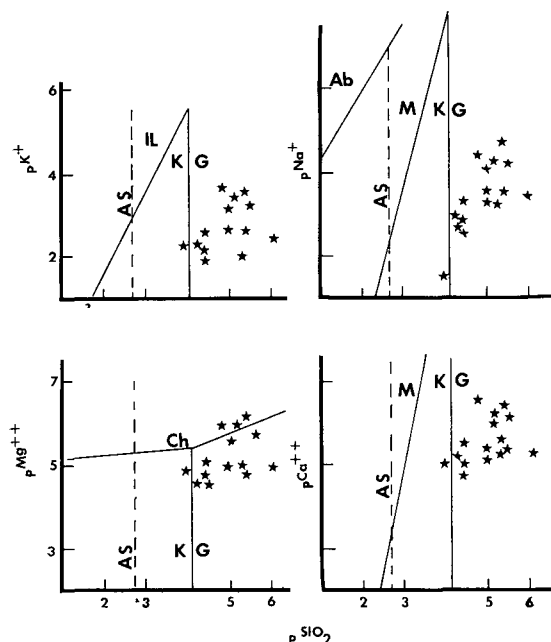 pK+
6
4
2
IL
K G
AS
pNa+
Ab
M
K G
AS
pMg++
7
5
3
Ch
K G
AS
2 3 5 6
pCa++
M
K G
AS
2 3 5 6
pSIO2